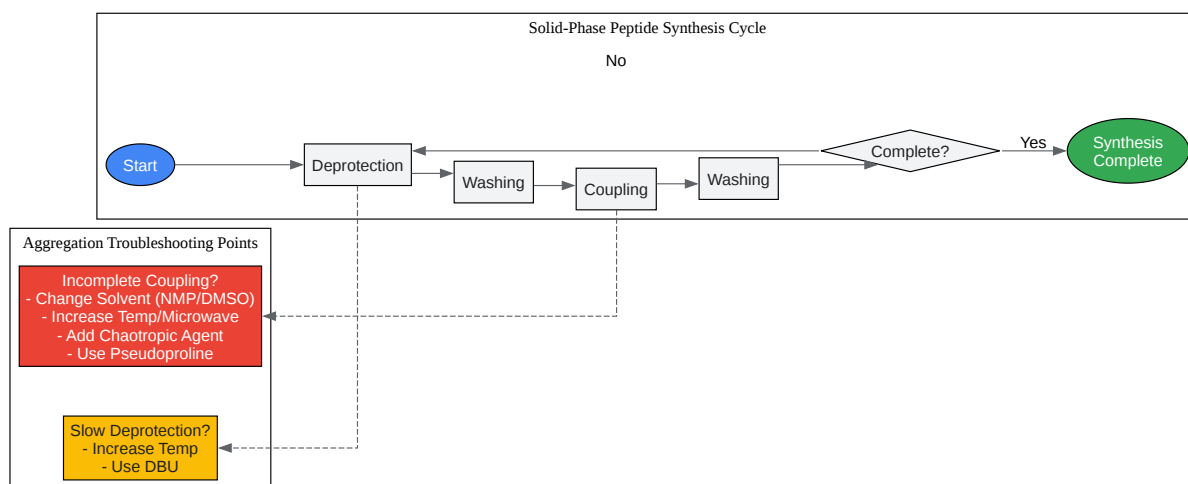 Solid-Phase Peptide Synthesis Cycle
No
Start
Deprotection
Washing
Coupling
Washing
Complete?
Yes
Synthesis
Complete
Aggregation Troubleshooting Points
Incomplete Coupling?
- Change Solvent (NMP/DMSO)
- Increase Temp/Microwave
- Add Chaotropic Agent
- Use Pseudoproline
Slow Deprotection?
- Increase Temp
- Use DBU